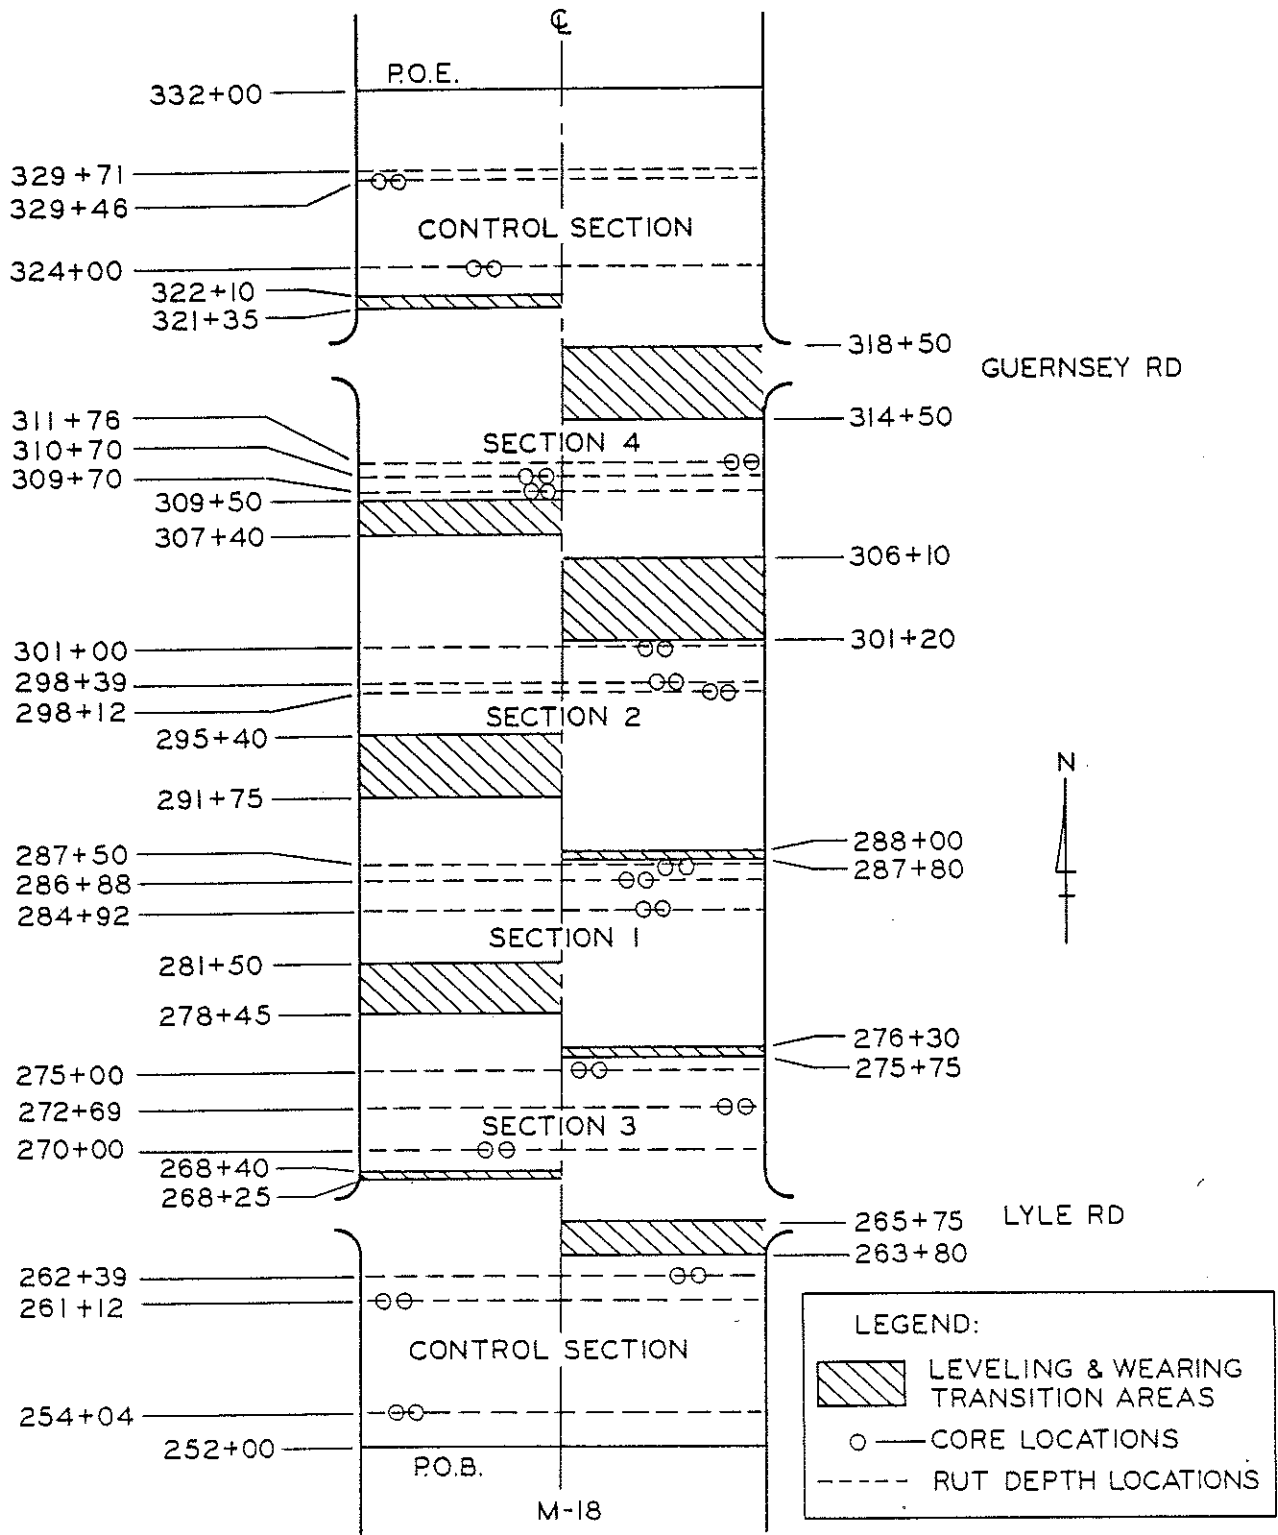 ℄
P.O.E.
332+00
329+71
329+46
CONTROL SECTION
324+00
322+10
321+35
318+50
GUERNSEY RD
314+50
311+76
SECTION 4
310+70
309+70
309+50
307+40
306+10
301+20
301+00
298+39
298+12
SECTION 2
295+40
291+75
N
288+00
287+80
287+50
286+88
284+92
SECTION 1
281+50
278+45
276+30
275+75
275+00
272+69
SECTION 3
270+00
268+40
268+25
265+75
LYLE RD
263+80
262+39
261+12
CONTROL SECTION
254+04
252+00
P.O.B.
M-18
LEGEND:
LEVELING & WEARING
TRANSITION AREAS
CORE LOCATIONS
RUT DEPTH LOCATIONS